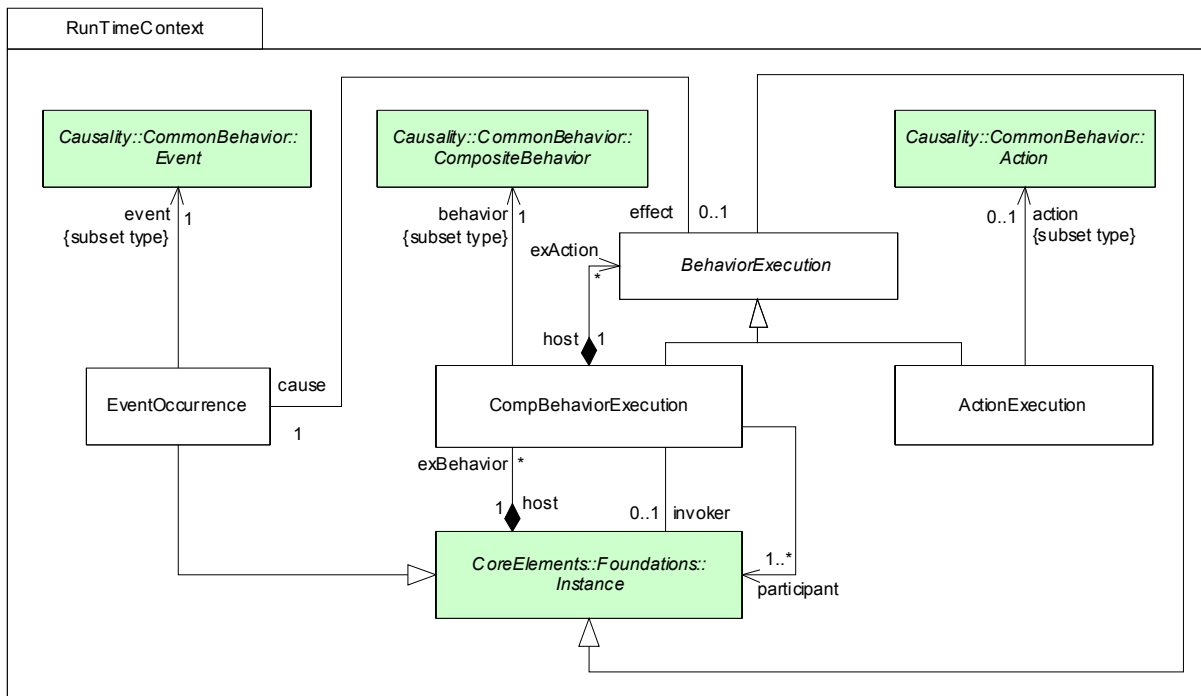 RunTimeContext
Causality::CommonBehavior::
Event
Causality::CommonBehavior::
CompositeBehavior
Causality::CommonBehavior::
Action
event
1
{subset type}
behavior
1
{subset type}
effect
0..1
0..1
action
{subset type}
exAction
*
BehaviorExecution
host
1
EventOccurrence
cause
1
CompBehaviorExecution
ActionExecution
exBehavior
*
1
host
0..1
invoker
CoreElements::Foundations::
Instance
1..*
participant